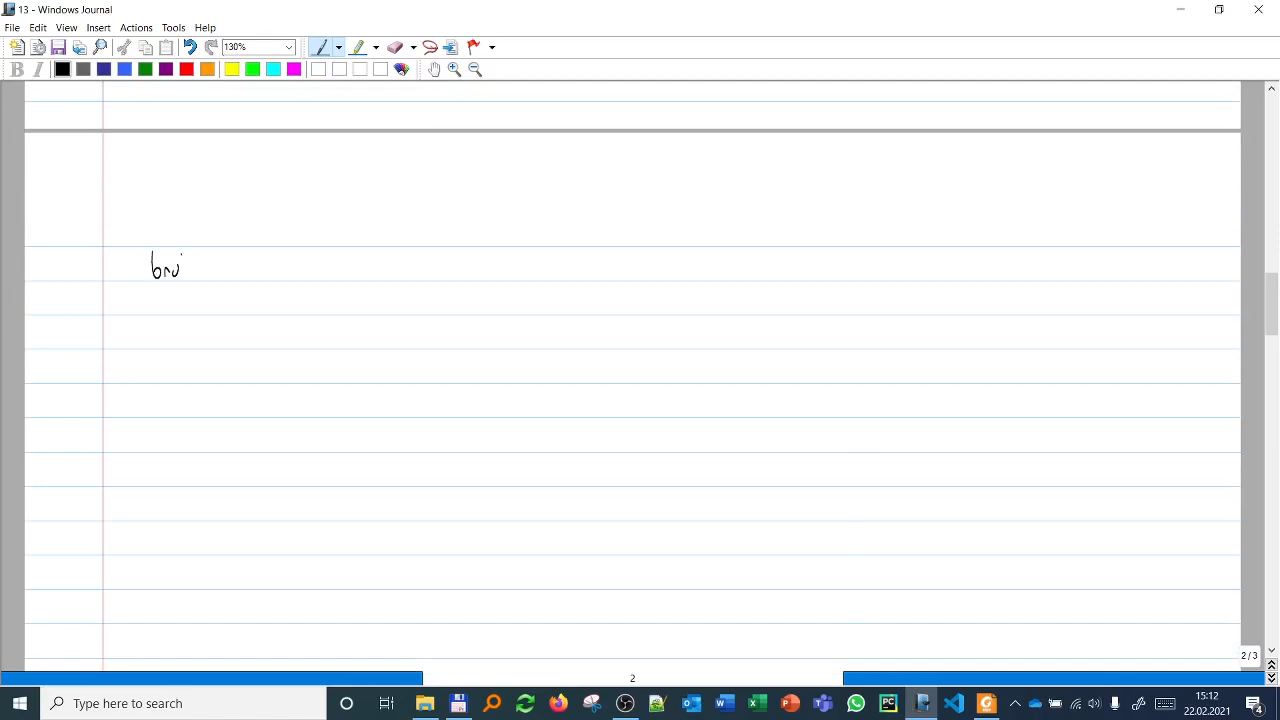 13 - Windows Journal
File Edit View Insert Actions Tools Help
130%
B I
2 / 3
2
Type here to search
15:12
22.02.2021